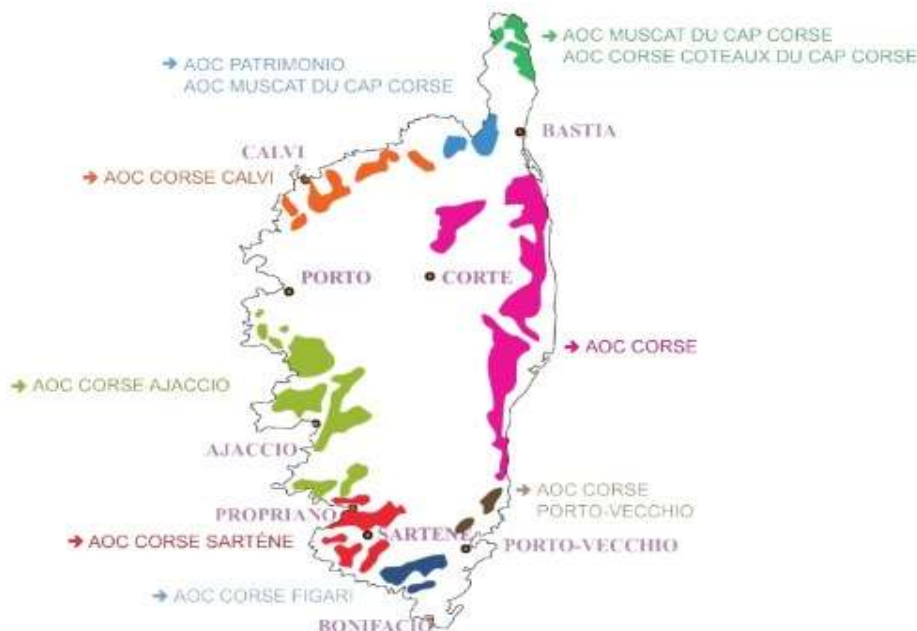 → AOC MUSCAT DU CAP CORSE
AOC CORSE COTEAUX DU CAP CORSE
→ AOC PATRIMONIO
AOC MUSCAT DU CAP CORSE
BASTIA
CALVI
→ AOC CORSE CALVI
PORTO
CORTE
→ AOC CORSE
→ AOC CORSE AJACCIO
AJACCIO
→ AOC CORSE
PORTO-VECCHIO
PROPRIANO
SARTENE
→ AOC CORSE SARTÉNE
PORTO-VECCHIO
→ AOC CORSE FIGARI
BONIFACIO